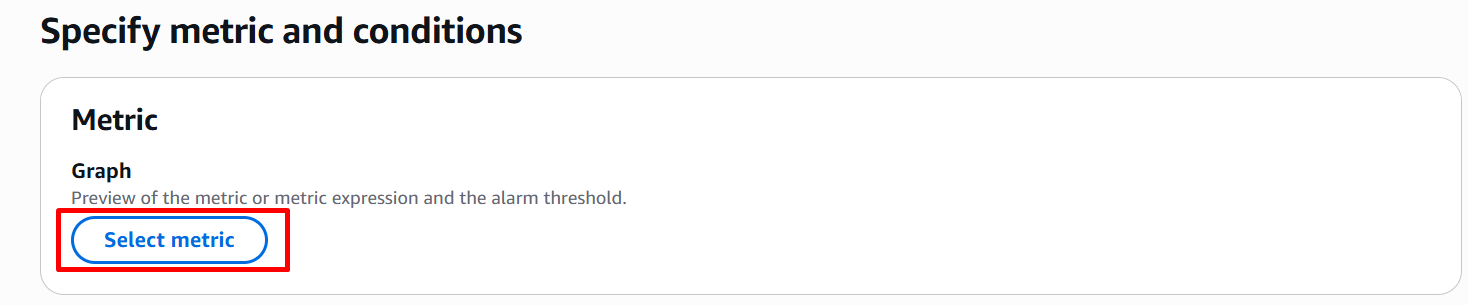 Specify metric and conditions
Metric
Graph
Preview of the metric or metric expression and the alarm threshold.
Select metric